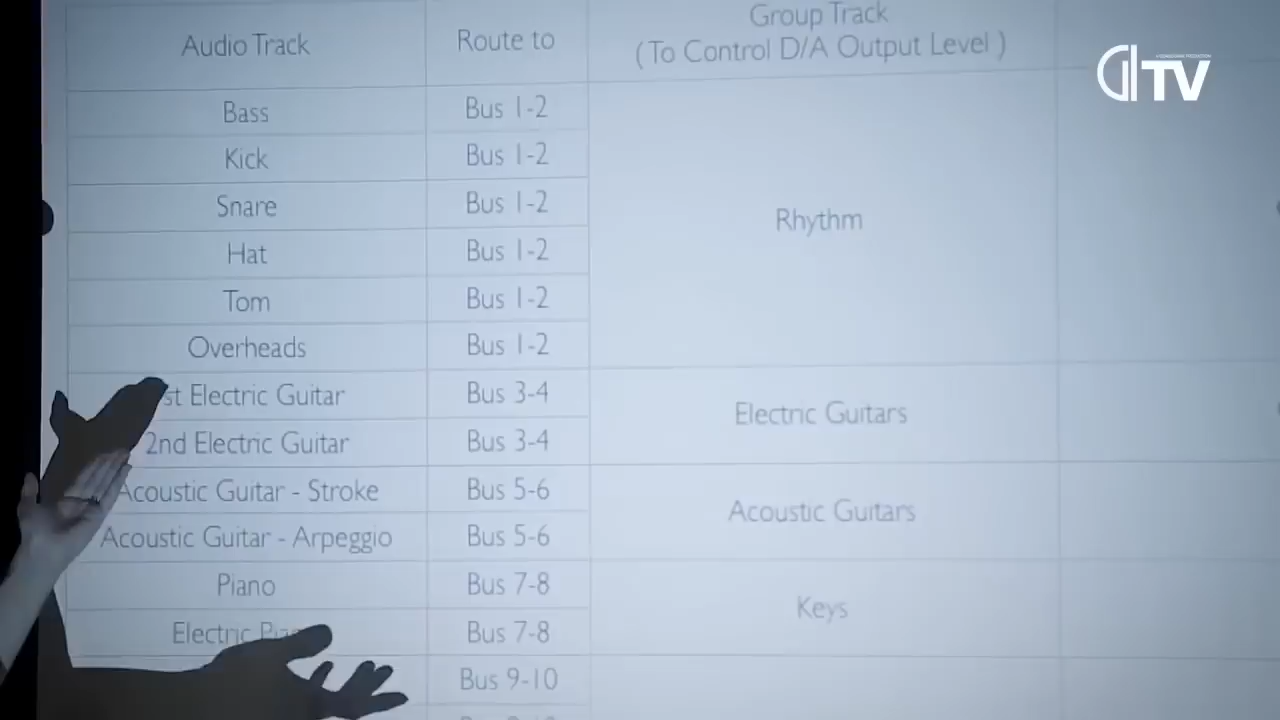 Audio Track
Route to
Group Track
( To Control D/A Output Level )
Bass
Bus 1-2
Kick
Bus 1-2
Snare
Bus 1-2
Hat
Bus 1-2
Tom
Bus 1-2
Overheads
Bus 1-2
Rhythm
st Electric Guitar
Bus 3-4
2nd Electric Guitar
Bus 3-4
Electric Guitars
Acoustic Guitar - Stroke
Bus 5-6
Acoustic Guitar - Arpeggio
Bus 5-6
Acoustic Guitars
Piano
Bus 7-8
Electric
Bus 7-8
Keys
Bus 9-10
TV